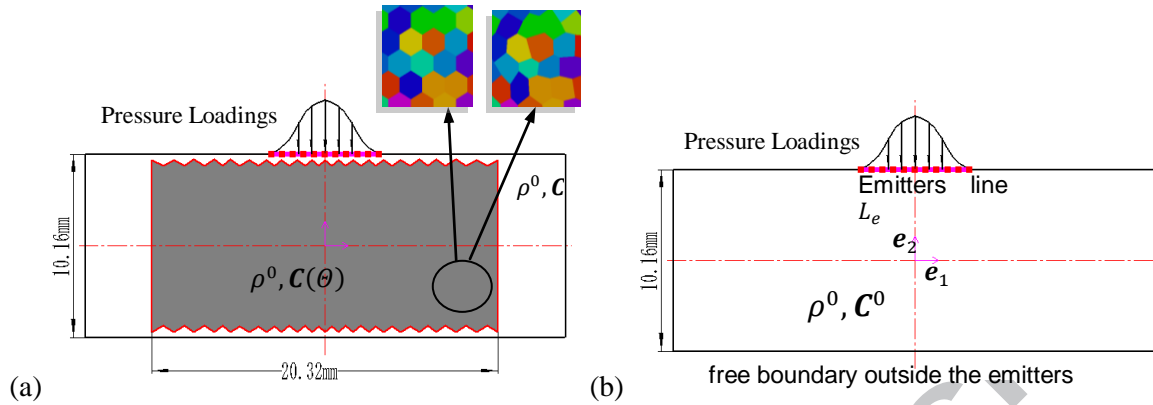 Pressure Loadings
10.16mm
ρ⁰, C
ρ⁰, C(Θ)
20.32mm
(a)
Pressure Loadings
Emitters line
Lₑ
10.16mm
e₂
e₁
ρ⁰, C⁰
free boundary outside the emitters
(b)